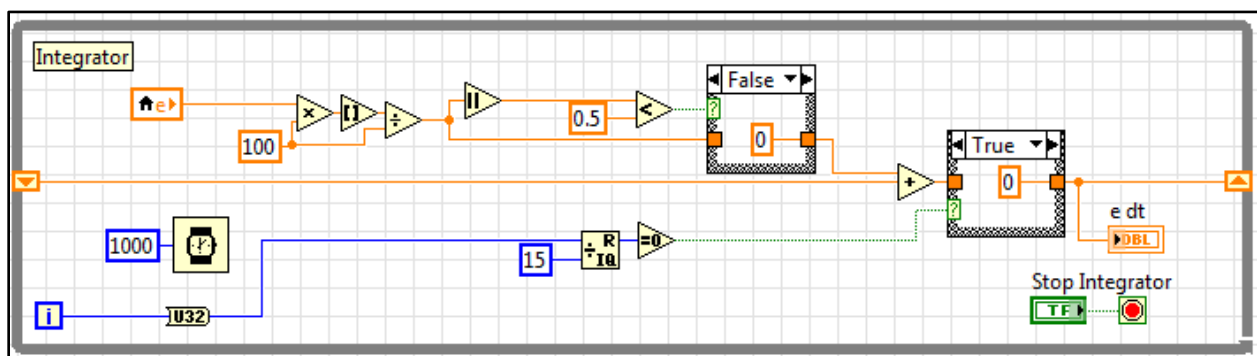 Integrator
e
False
100
0.5
0
True
0
e dt
DBL
1000
15
R
IQ
=0
i
U32
Stop Integrator
TF